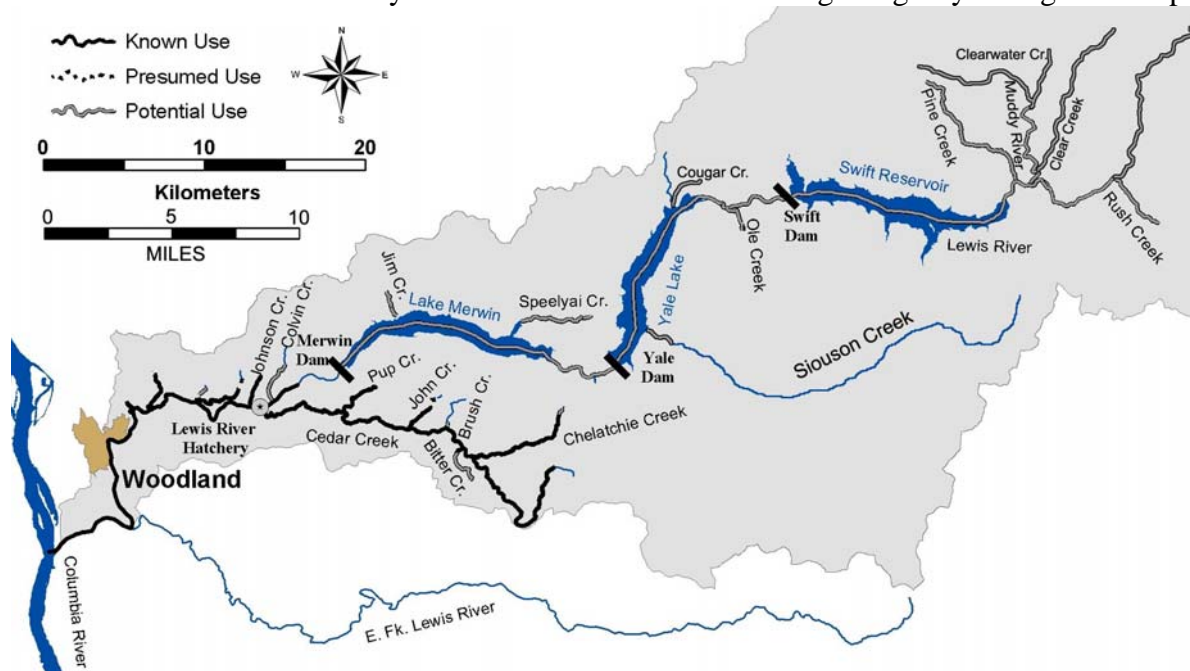 Known Use
Presumed Use
Potential Use
N
W
E
S
0 10 20
Kilometers
0 5 10
MILES
Clearwater Cr.
Pine Creek
Muddy River
Clear Creek
Rush Creek
Cougar Cr.
Swift Reservoir
Swift
Dam
Ole Creek
Lewis River
Jim Cr.
Lake Merwin
Speelyai Cr.
Yale Lake
Johnson Cr.
Colvin Cr.
Merwin
Dam
Yale
Dam
Siouson Creek
Pup Cr.
John Cr.
Brush Cr.
Lewis River
Hatchery
Cedar Creek
Bitter Cr.
Chelatchie Creek
Woodland
Columbia River
E. Fk. Lewis River